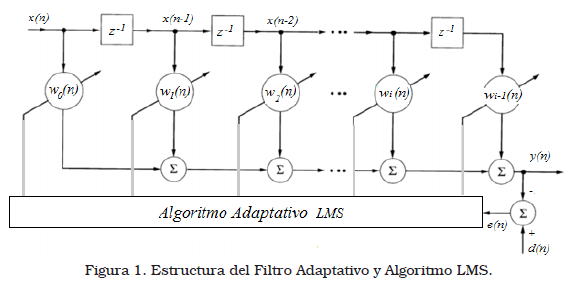 x(n) z-1 x(n-1) z-1 x(n-2) ... z-1
w0(n) w1(n) w2(n) ... wi(n) wi-1(n)
Σ Σ ... Σ Σ y(n)
-
Algoritmo Adaptativo LMS e(n) Σ
+
d(n)
Figura 1. Estructura del Filtro Adaptativo y Algoritmo LMS.